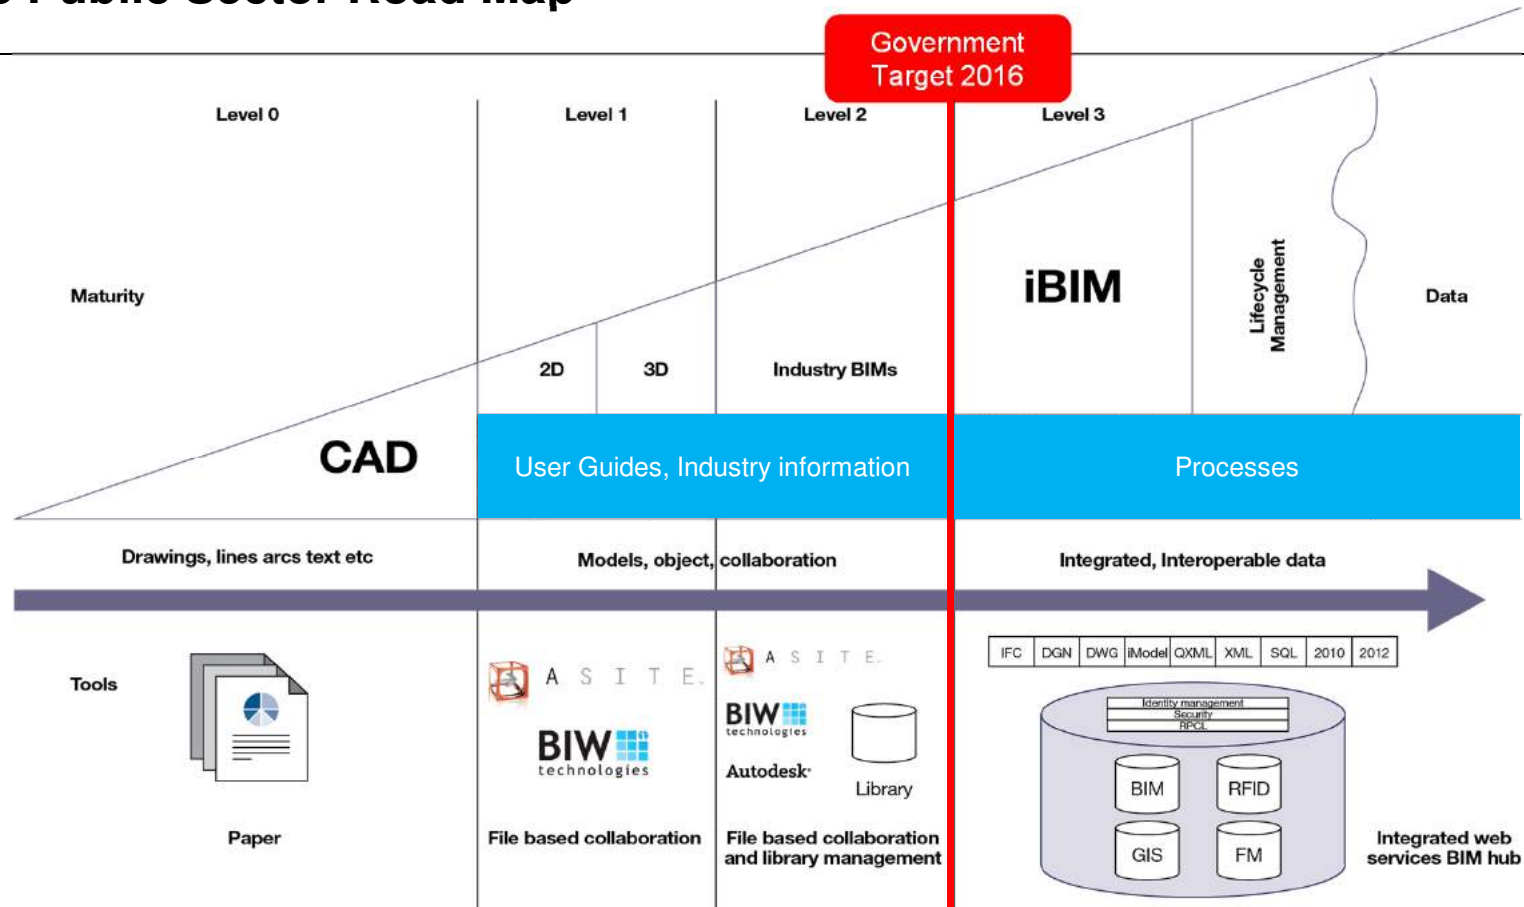 Public Sector Road Map
Government
Target 2016
Level 0
Level 1
Level 2
Level 3
Maturity
2D
3D
Industry BIMs
iBIM
Lifecycle
Management
Data
CAD
User Guides, Industry information
Processes
Drawings, lines arcs text etc
Models, object, collaboration
Integrated, Interoperable data
Tools
ASITE
BIW
technologies
ASITE
BIW
technologies
Autodesk
Library
IFC DGN DWG iModel QXML XML SQL 2010 2012
Identity management
Security
RPCL
BIM
RFID
GIS
FM
Paper
File based collaboration
File based collaboration
and library management
Integrated web
services BIM hub